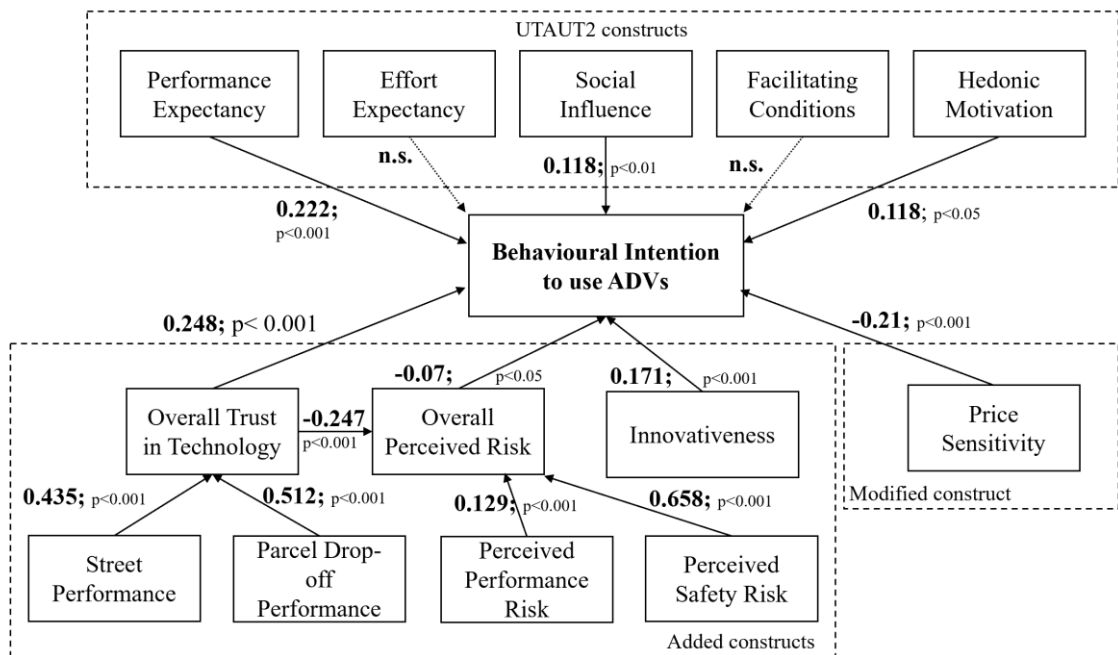 UTAUT2 constructs
Performance
Expectancy
Effort
Expectancy
Social
Influence
Facilitating
Conditions
Hedonic
Motivation
n.s.
0.118; p<0.01
n.s.
0.222;
p<0.001
0.118; p<0.05
Behavioural Intention
to use ADVs
0.248; p< 0.001
-0.21; p<0.001
-0.07; p<0.05
0.171; p<0.001
Overall Trust
in Technology
-0.247
p<0.001
Overall
Perceived Risk
Innovativeness
Price
Sensitivity
0.435; p<0.001
0.512; p<0.001
0.129; p<0.001
0.658; p<0.001
Modified construct
Street
Performance
Parcel Drop-
off
Performance
Perceived
Performance
Risk
Perceived
Safety Risk
Added constructs